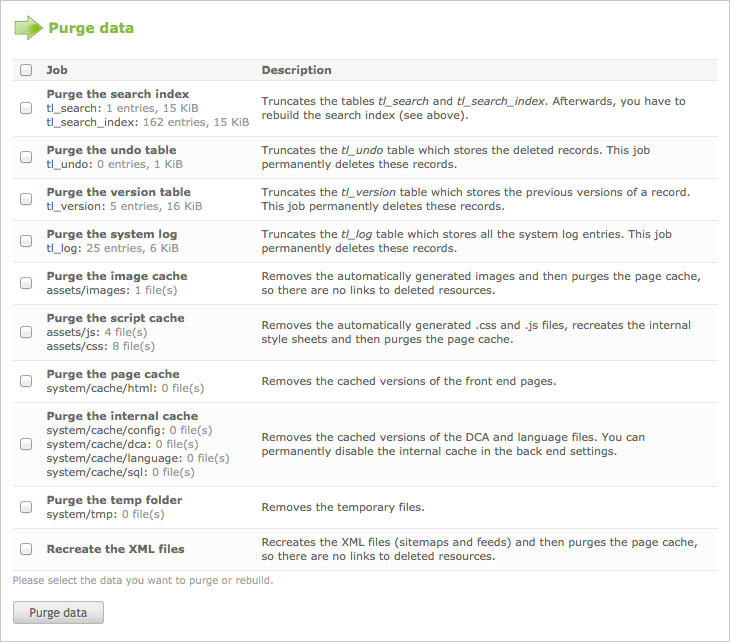 Purge data
Job Description
Purge the search index
tl_search: 1 entries, 15 KiB
tl_search_index: 162 entries, 15 KiB
Truncates the tables tl_search and tl_search_index. Afterwards, you have to
rebuild the search index (see above).
Purge the undo table
tl_undo: 0 entries, 1 KiB
Truncates the tl_undo table which stores the deleted records. This job
permanently deletes these records.
Purge the version table
tl_version: 5 entries, 16 KiB
Truncates the tl_version table which stores the previous versions of a record.
This job permanently deletes these records.
Purge the system log
tl_log: 25 entries, 6 KiB
Truncates the tl_log table which stores all the system log entries. This job
permanently deletes these records.
Purge the image cache
assets/images: 1 file(s)
Removes the automatically generated images and then purges the page cache,
so there are no links to deleted resources.
Purge the script cache
assets/js: 4 file(s)
assets/css: 8 file(s)
Removes the automatically generated .css and .js files, recreates the internal
style sheets and then purges the page cache.
Purge the page cache
system/cache/html: 0 file(s)
Removes the cached versions of the front end pages.
Purge the internal cache
system/cache/config: 0 file(s)
system/cache/dca: 0 file(s)
system/cache/language: 0 file(s)
system/cache/sql: 0 file(s)
Removes the cached versions of the DCA and language files. You can
permanently disable the internal cache in the back end settings.
Purge the temp folder
system/tmp: 0 file(s)
Removes the temporary files.
Recreate the XML files
Recreates the XML files (sitemaps and feeds) and then purges the page cache,
so there are no links to deleted resources.
Please select the data you want to purge or rebuild.
Purge data